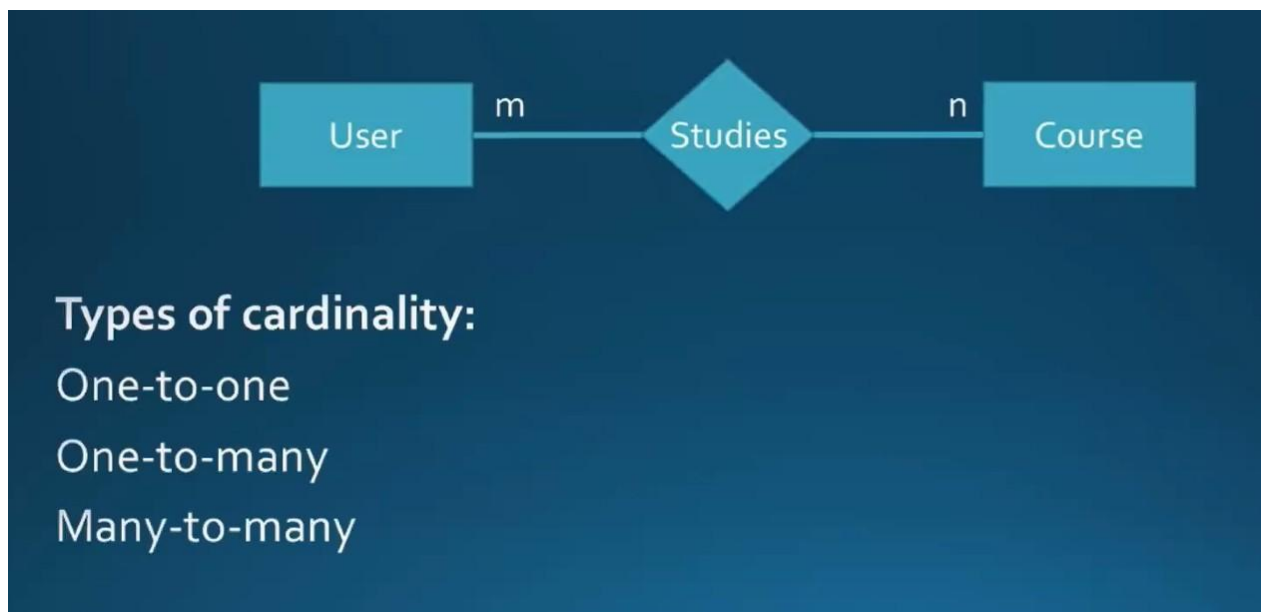 User
m
Studies
n
Course
Types of cardinality:
One-to-one
One-to-many
Many-to-many